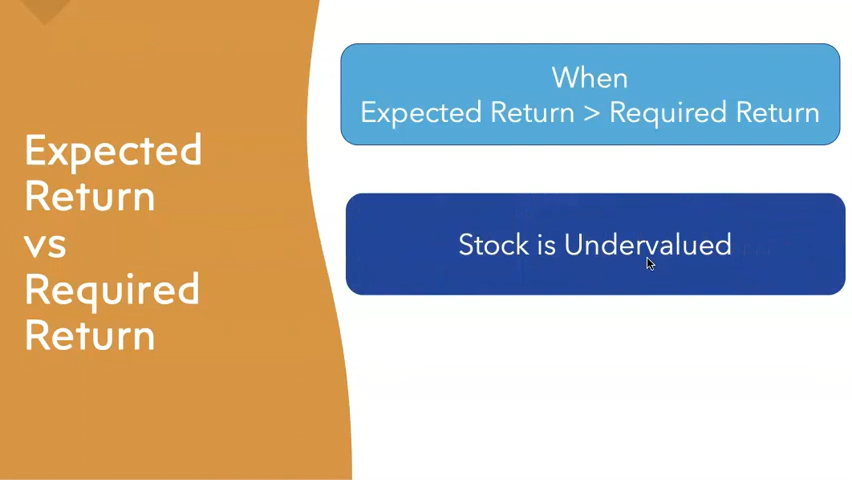 Expected
Return
vs
Required
Return
When
Expected Return > Required Return
Stock is Undervalued